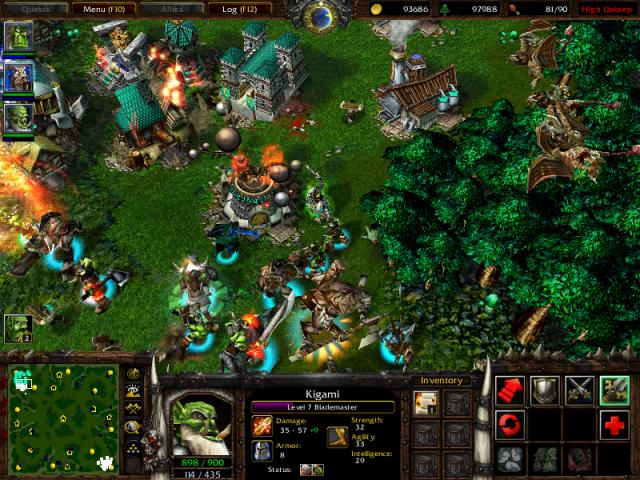 Quests Menu (F10) Allies Log (F12) 93686 97988 81/90 High Upkeep
2
Kigami
Level 7 Blademaster
Damage:
35 - 57 +9
Armor:
8
Strength:
32
Agility:
33
Intelligence:
29
Status:
898 / 900
114 / 435
Inventory